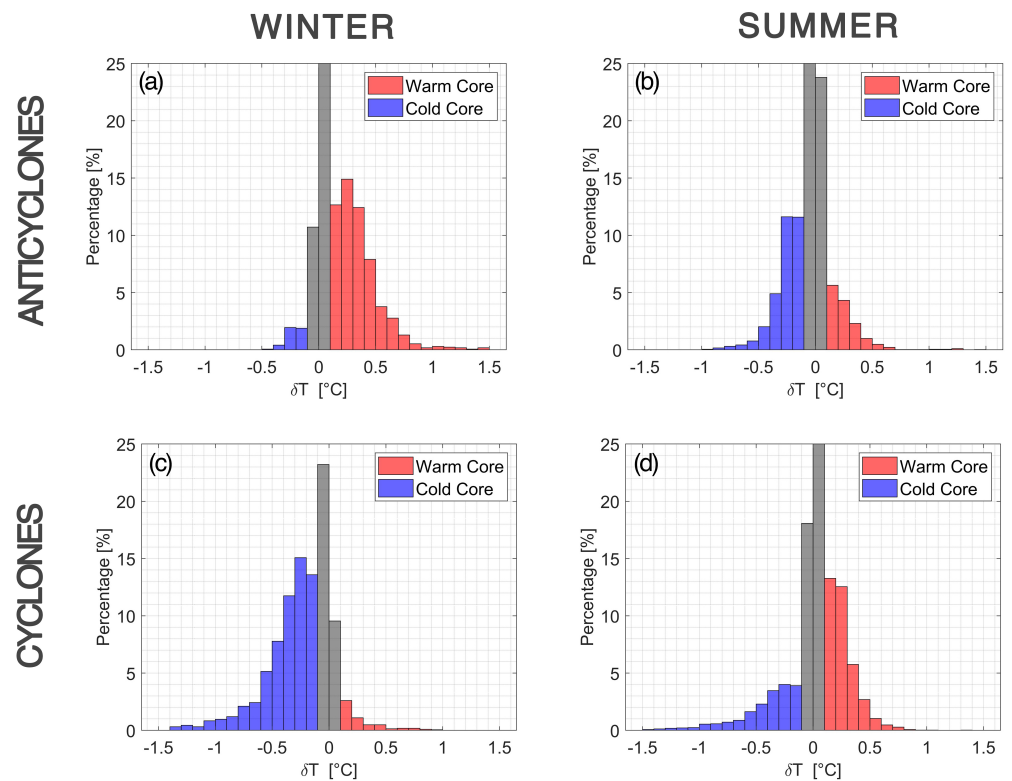 WINTER
SUMMER
ANTICYCLONES
CYCLONES
(a)
Warm Core
Cold Core
Percentage [%]
0
5
10
15
20
25
-1.5 -1 -0.5 0 0.5 1 1.5
δT [°C]
(b)
Warm Core
Cold Core
Percentage [%]
0
5
10
15
20
25
-1.5 -1 -0.5 0 0.5 1 1.5
δT [°C]
(c)
Warm Core
Cold Core
Percentage [%]
0
5
10
15
20
25
-1.5 -1 -0.5 0 0.5 1 1.5
δT [°C]
(d)
Warm Core
Cold Core
Percentage [%]
0
5
10
15
20
25
-1.5 -1 -0.5 0 0.5 1 1.5
δT [°C]